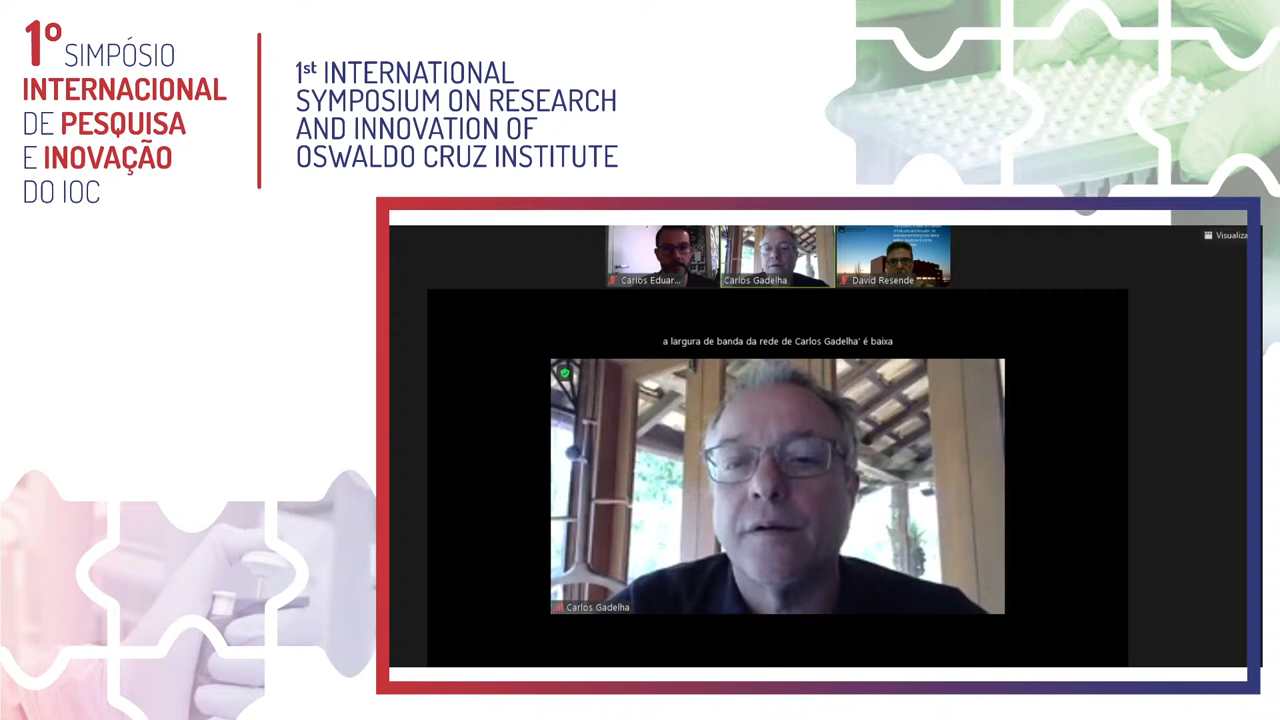 1º SIMPÓSIO
INTERNACIONAL
DE PESQUISA
E INOVAÇÃO
DO IOC
1st INTERNATIONAL
SYMPOSIUM ON RESEARCH
AND INNOVATION OF
OSWALDO CRUZ INSTITUTE
Visualiza
Carlos Eduar...
Carlos Gadelha
David Resende
a largura de banda da rede de Carlos Gadelha' é baixa
Carlos Gadelha